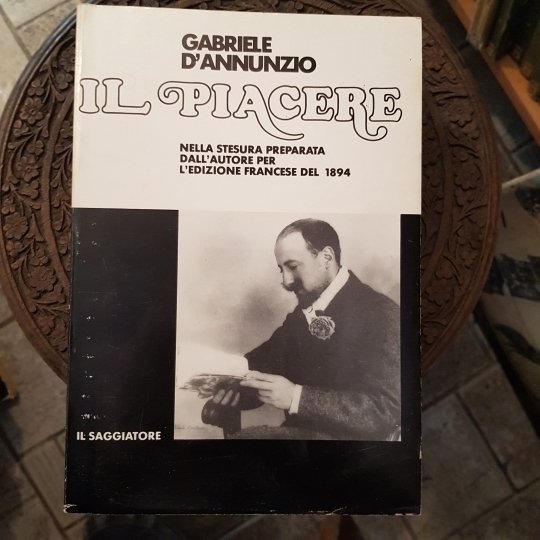 GABRIELE
D'ANNUNZIO
IL PIACERE
NELLA STESURA PREPARATA
DALL'AUTORE PER
L'EDIZIONE FRANCESE DEL 1894
IL SAGGIATORE